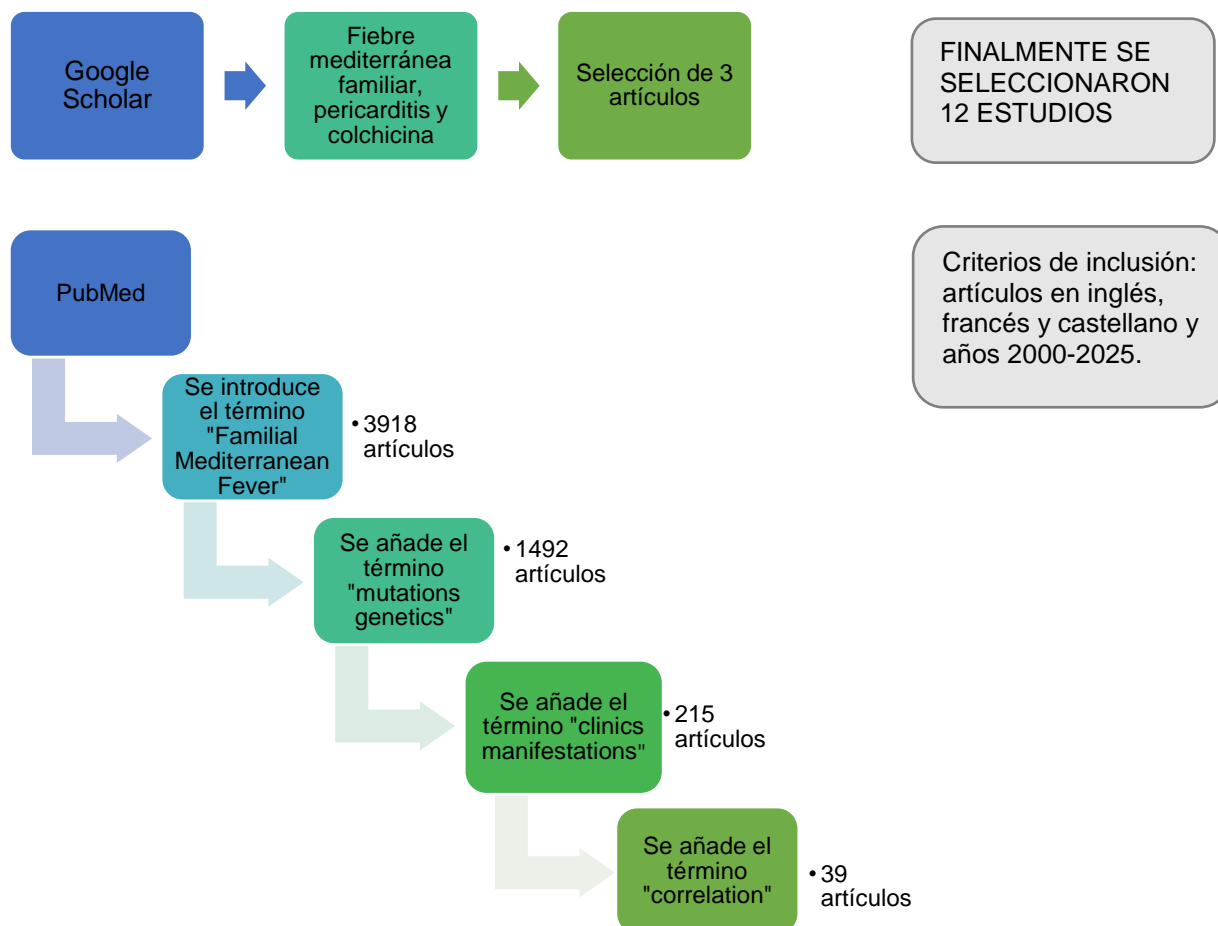 Google
Scholar
Fiebre
mediterránea
familiar,
pericarditis y
colchicina
Selección de 3
artículos
FINALMENTE SE
SELECCIONARON
12 ESTUDIOS
PubMed
Criterios de inclusión:
artículos en inglés,
francés y castellano y
años 2000-2025.
Se introduce
el término
"Familial
Mediterranean
Fever"
• 3918
artículos
Se añade el
término
"mutations
genetics"
• 1492
artículos
Se añade el
término "clinics
manifestations"
• 215
artículos
Se añade el
término
"correlation"
• 39
artículos